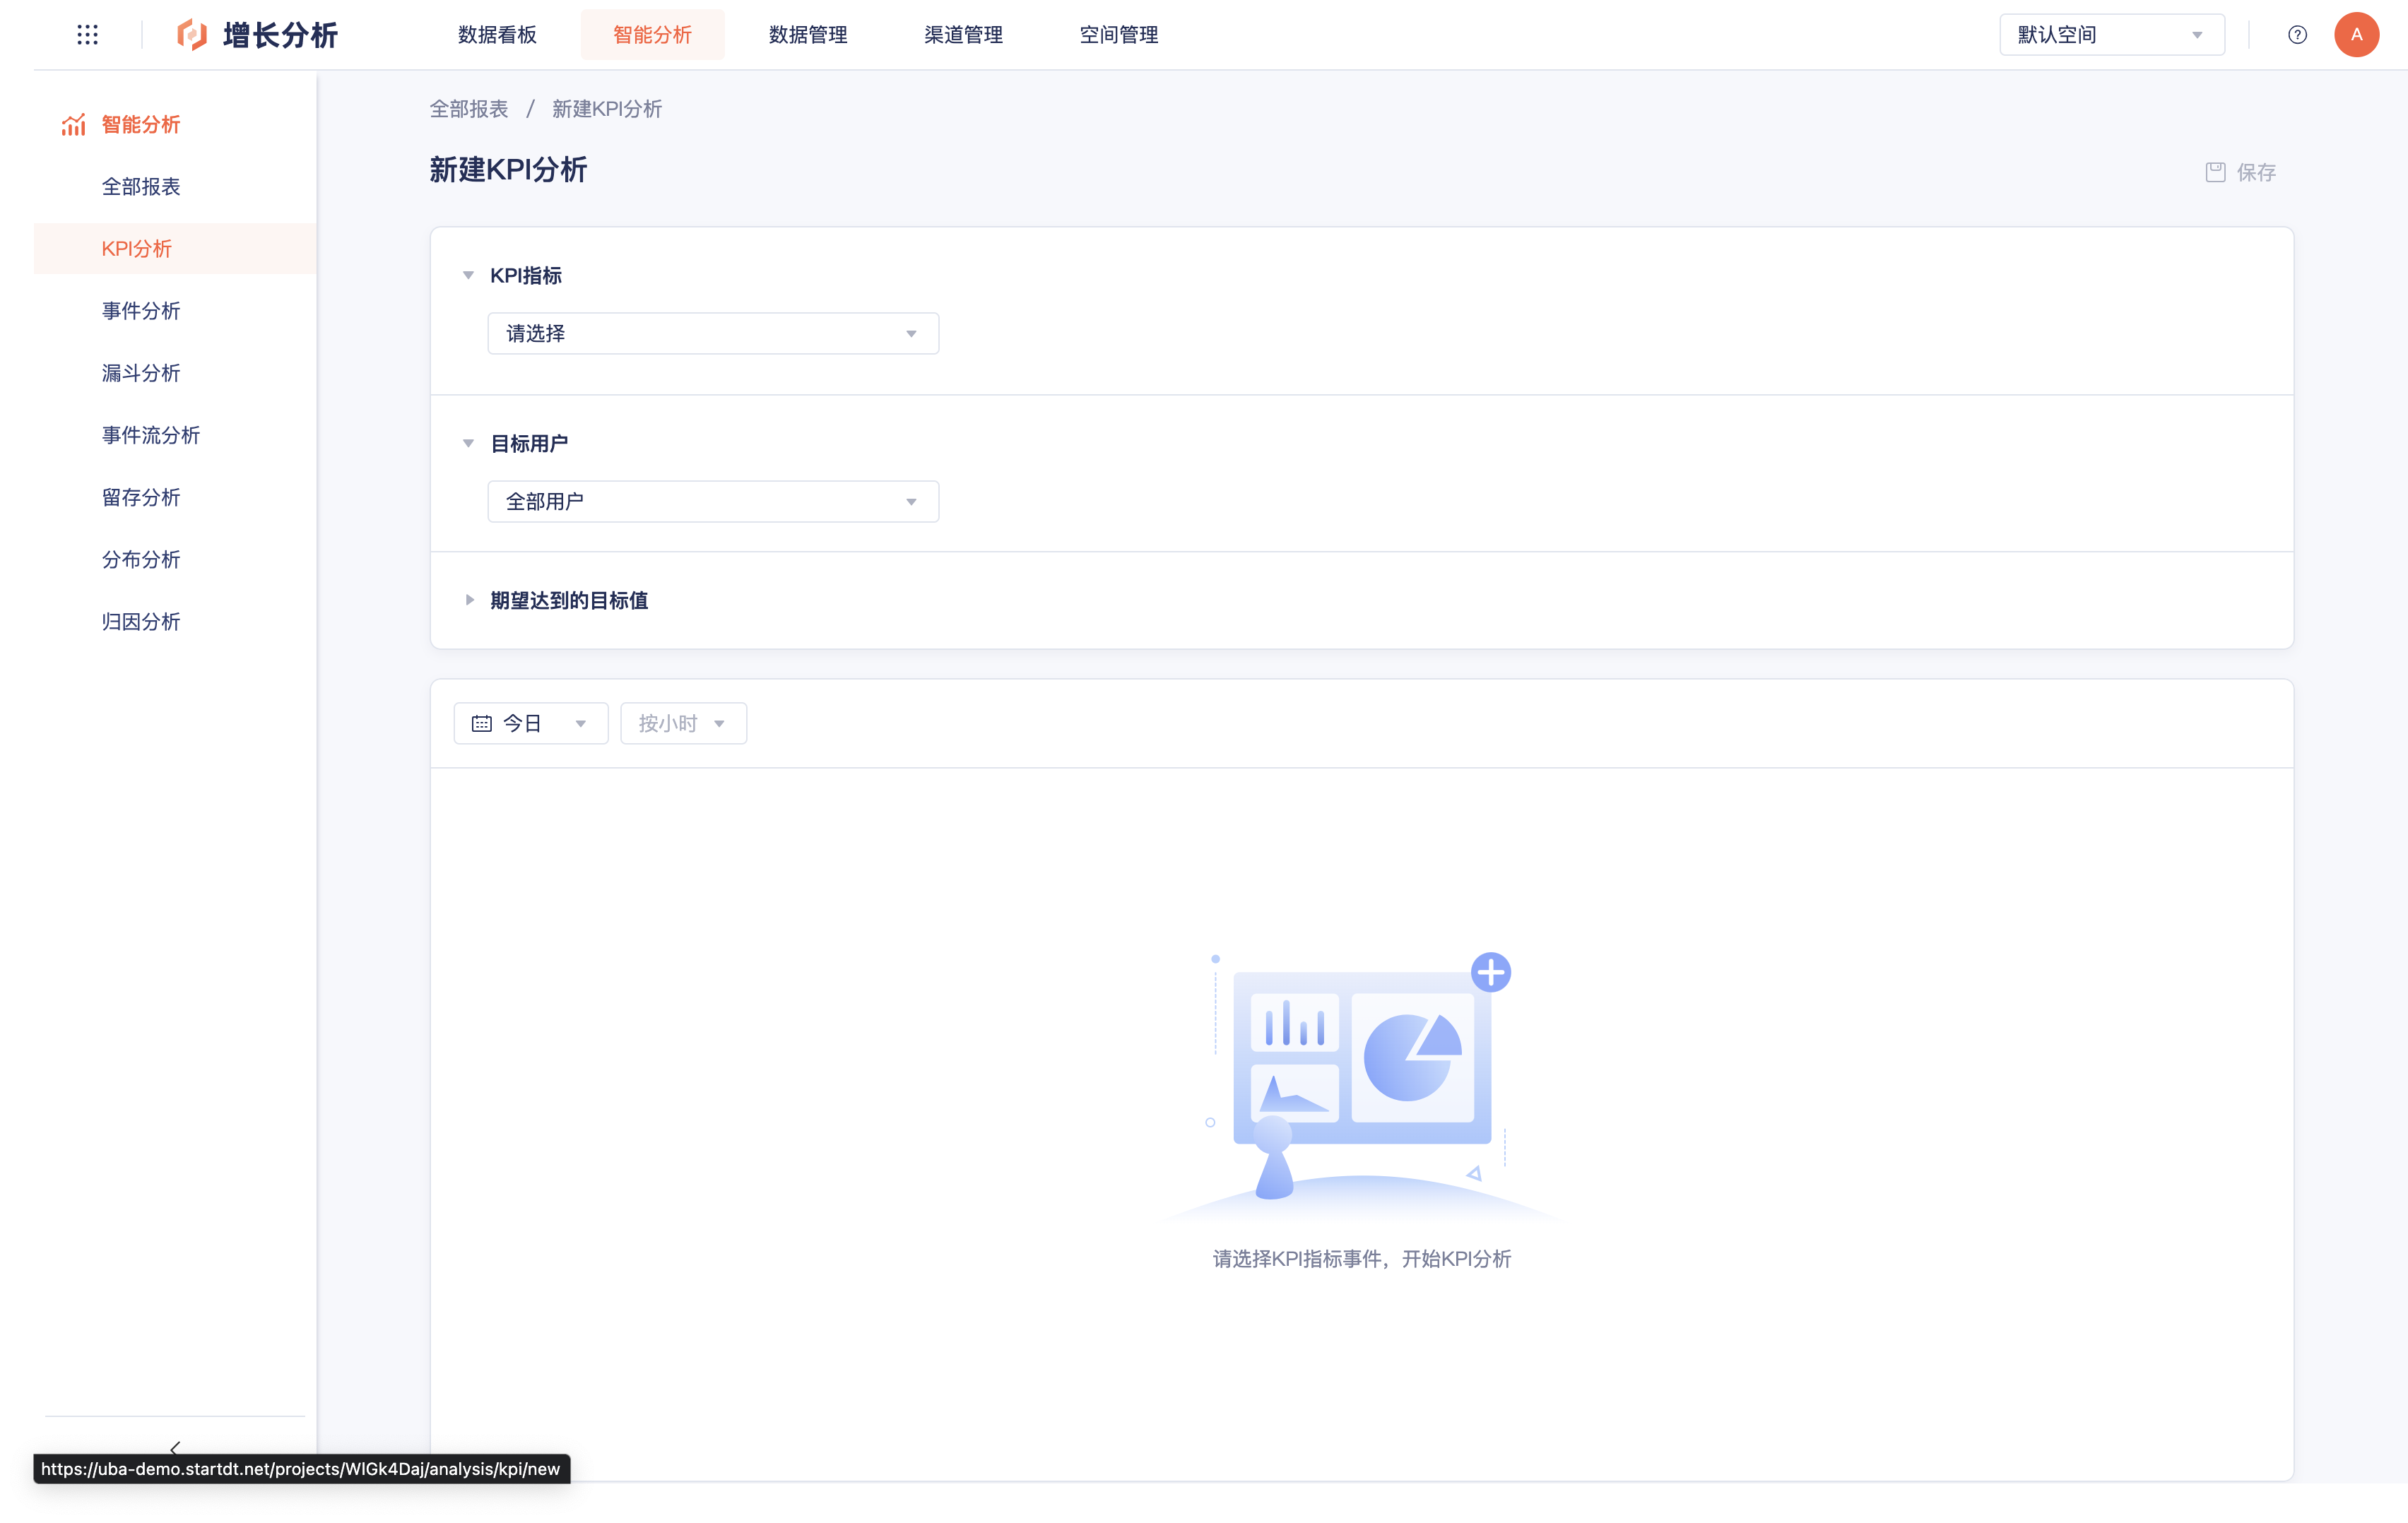 增长分析
数据看板
智能分析
数据管理
渠道管理
空间管理
默认空间
?
A
智能分析
全部报表
KPI分析
事件分析
漏斗分析
事件流分析
留存分析
分布分析
归因分析
全部报表 / 新建KPI分析
新建KPI分析
保存
KPI指标
请选择
目标用户
全部用户
期望达到的目标值
今日
按小时
请选择KPI指标事件，开始KPI分析
https://uba-demo.startdt.net/projects/WlGk4Daj/analysis/kpi/new